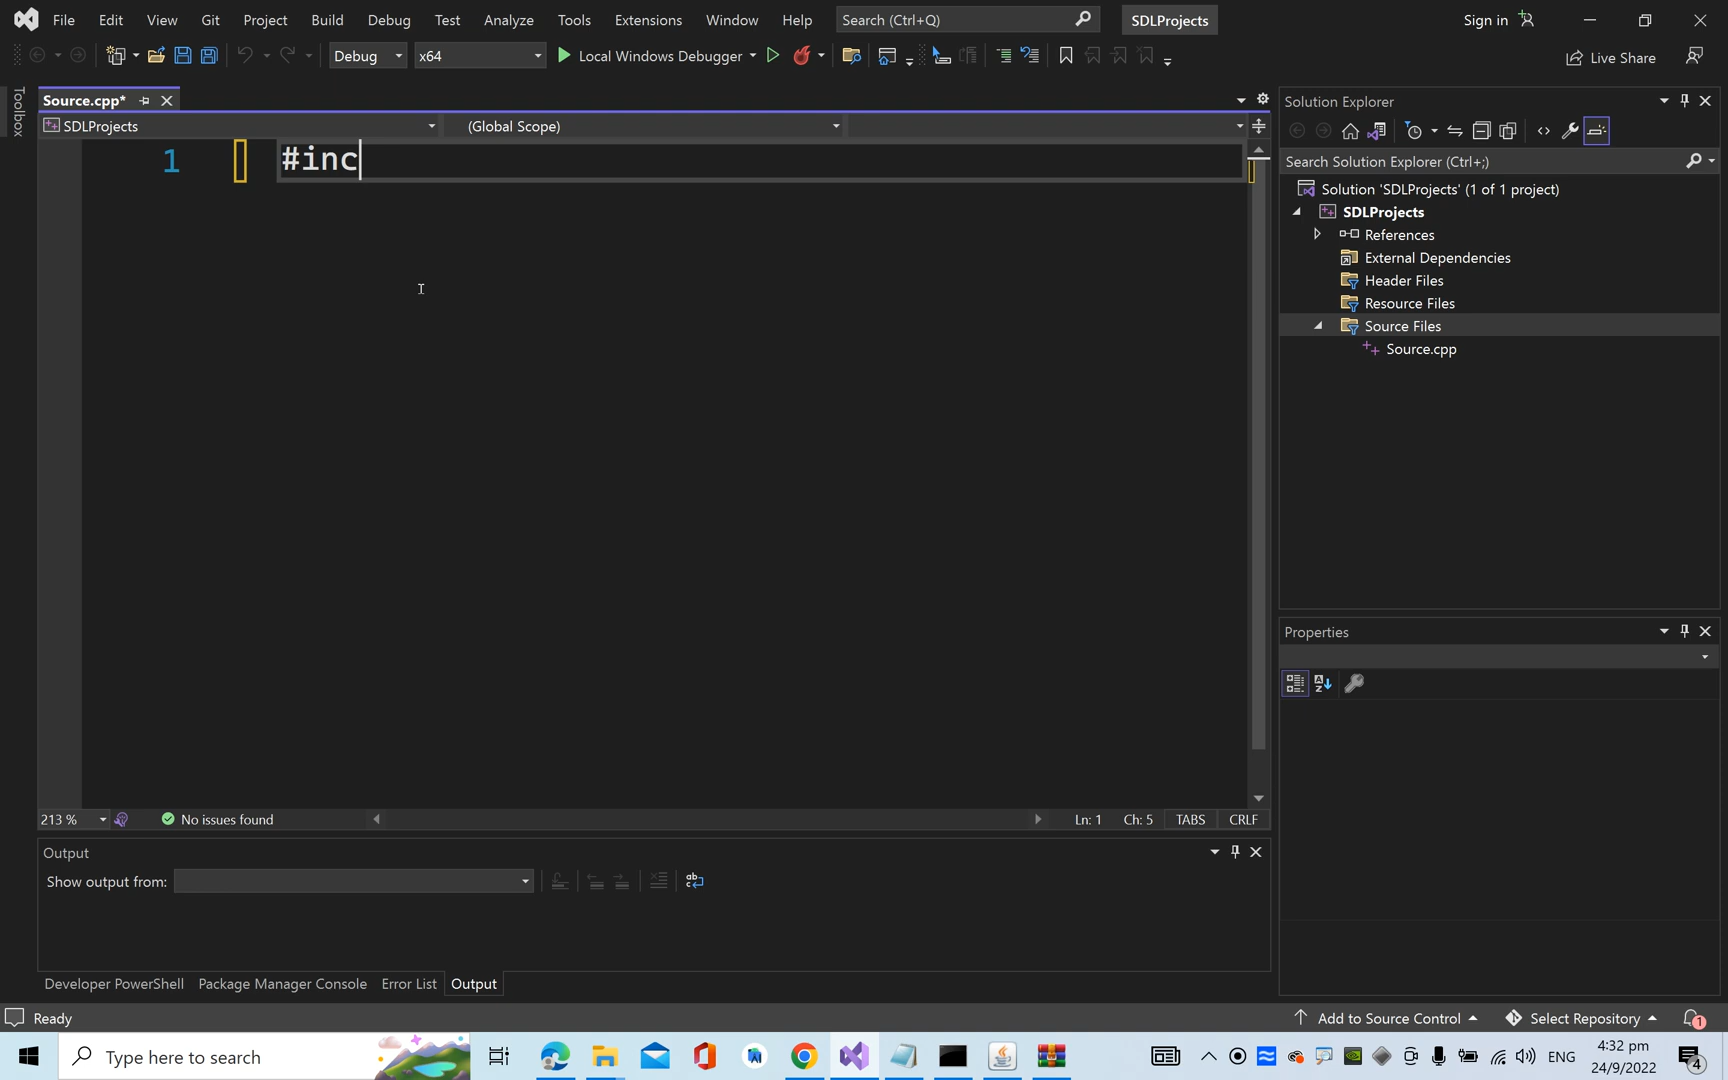 File Edit View Git Project Build Debug Test Analyze Tools Extensions Window Help Search (Ctrl+Q) SDLProjects Sign in
Debug x64 Local Windows Debugger Live Share
Toolbox
Source.cpp*
SDLProjects (Global Scope)
1 #inc
213 % No issues found Ln: 1 Ch: 5 TABS CRLF
Output
Show output from:
Developer PowerShell Package Manager Console Error List Output
Solution Explorer
Search Solution Explorer (Ctrl+;)
Solution 'SDLProjects' (1 of 1 project)
SDLProjects
References
External Dependencies
Header Files
Resource Files
Source Files
Source.cpp
Properties
Ready Add to Source Control Select Repository 1
Type here to search ENG 4:32 pm
24/9/2022 4